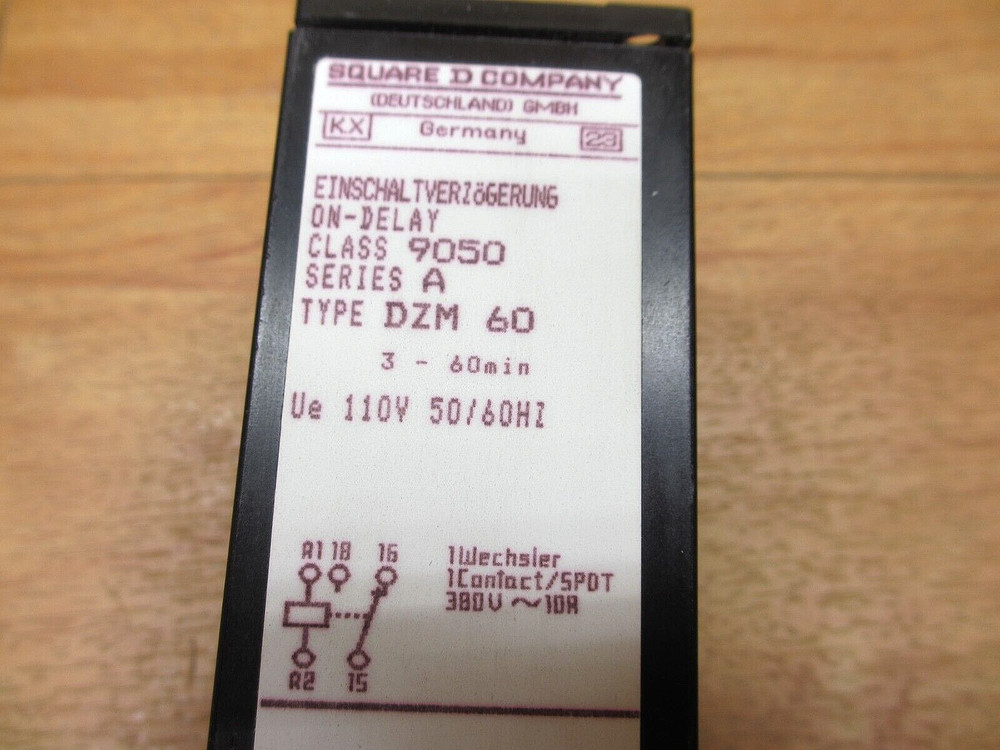 SQUARE D COMPANY
(DEUTSCHLAND) GMBH
KX Germany 23
EINSCHALTVERZöGERUNG
ON-DELAY
CLASS 9050
SERIES A
TYPE DZM 60
3 - 60min
Ue 110V 50/60HZ
A1 18 16
1Wechsler
1Contact/SPDT
380V ~10A
A2 15